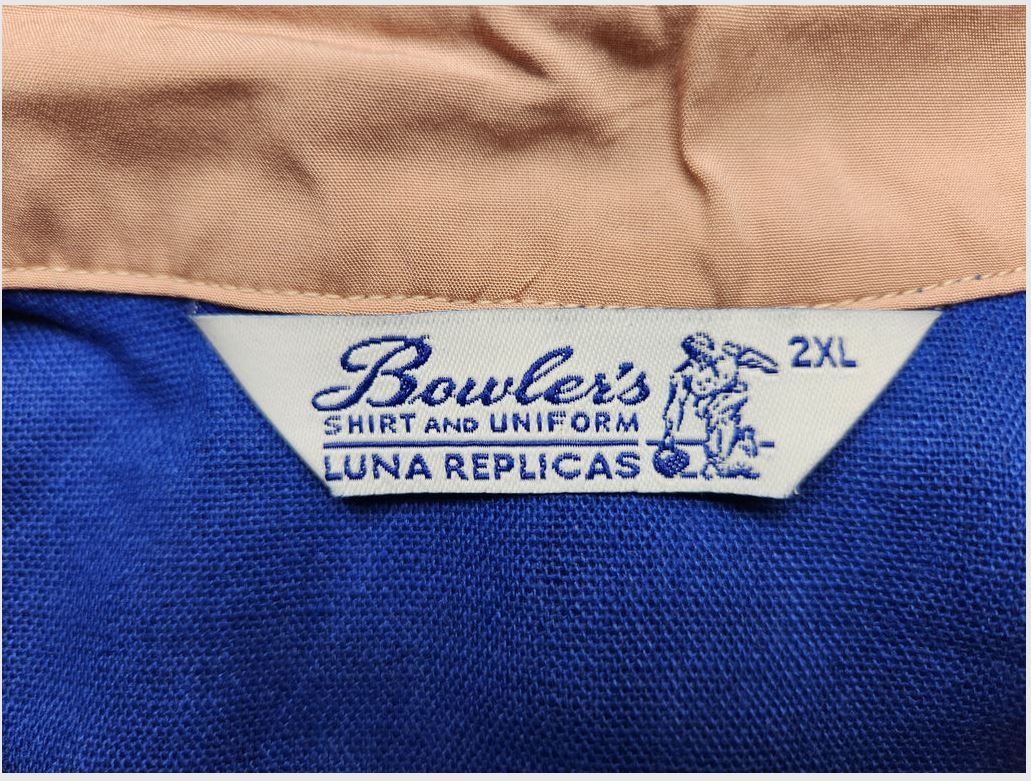 Bowler's
2XL
SHIRT AND UNIFORM
LUNA REPLICAS